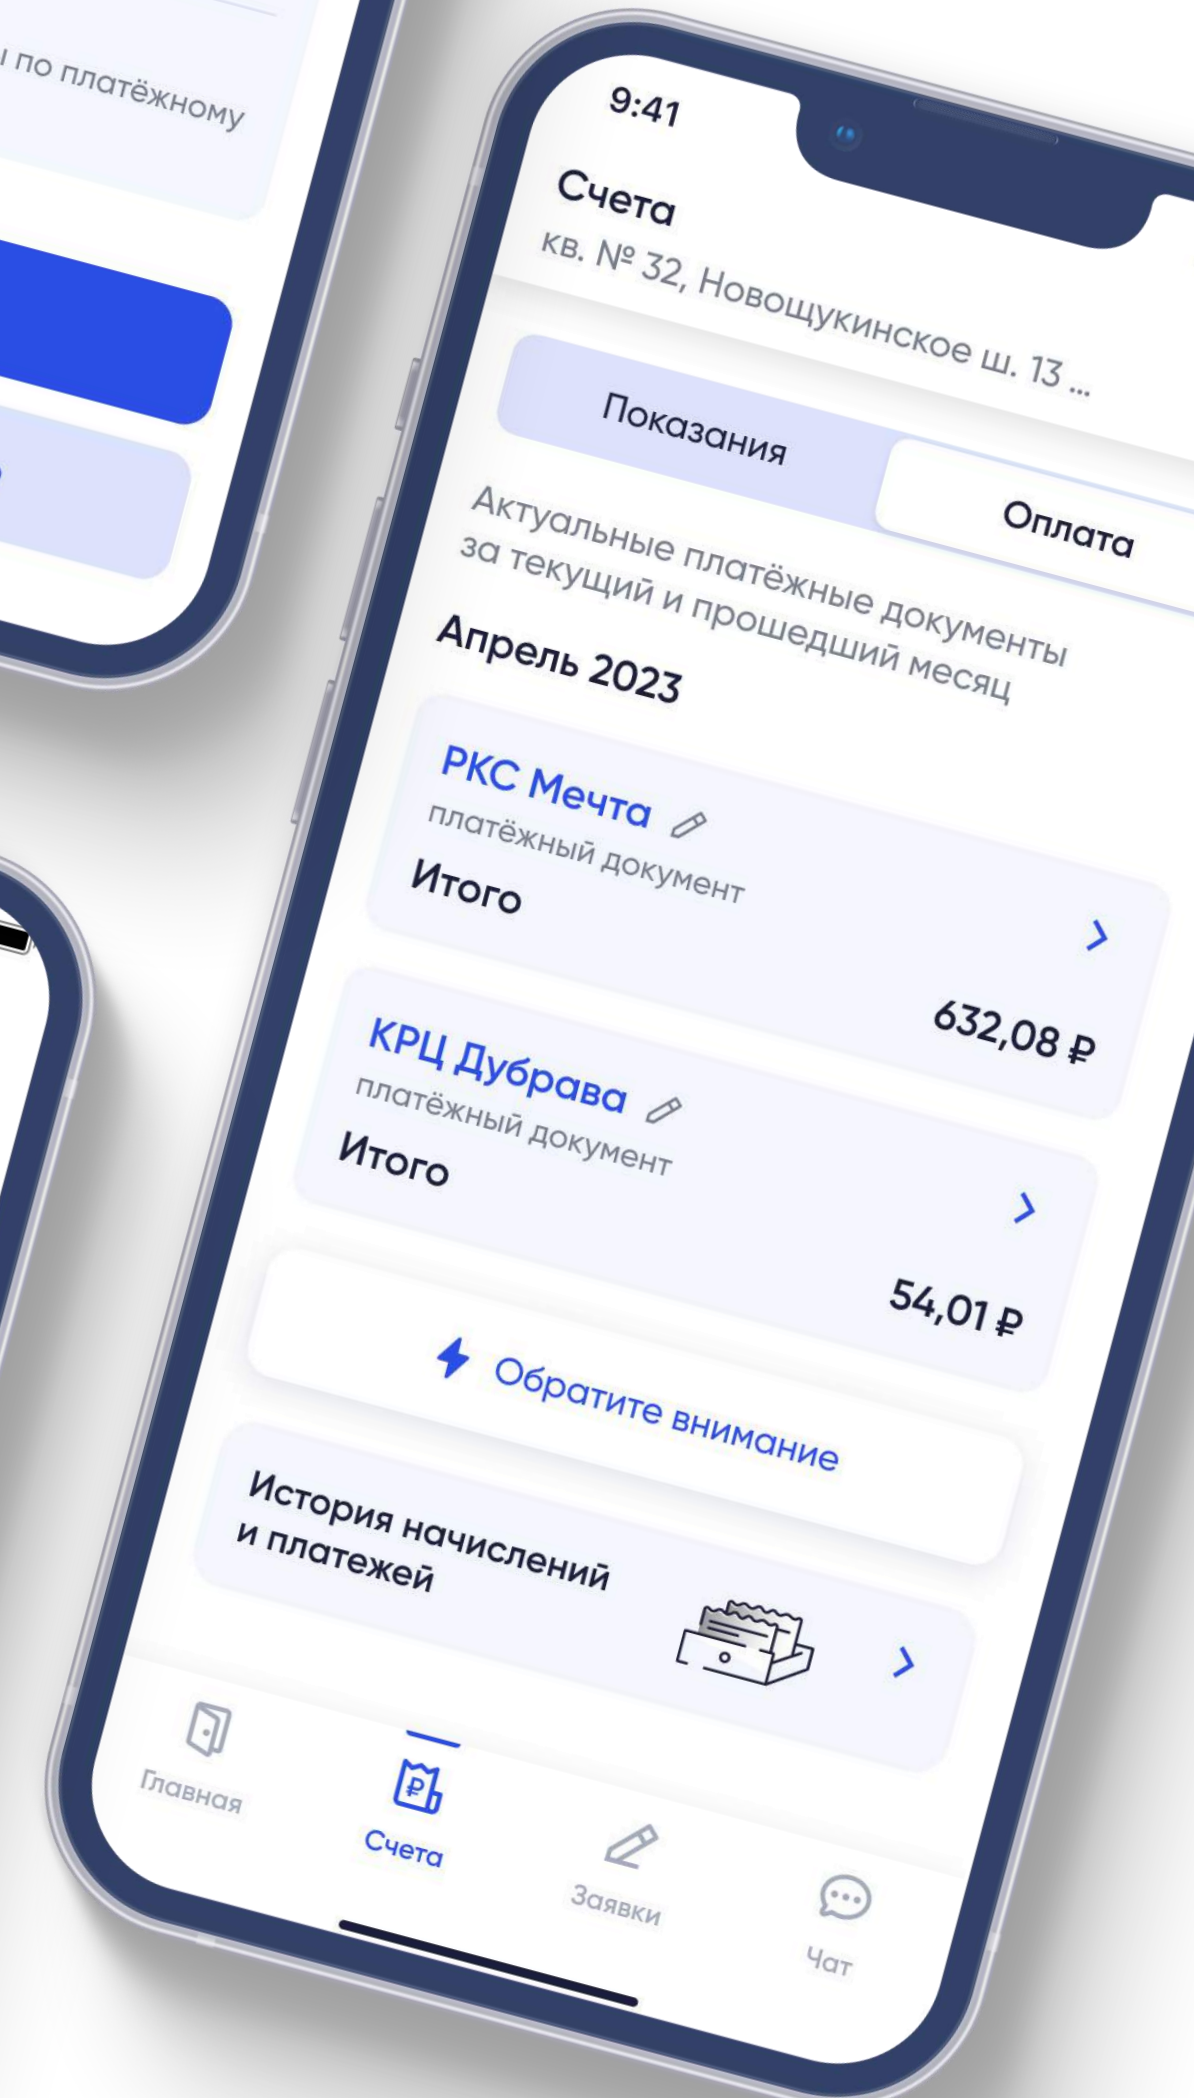 по платёжному
9:41
Счета
кв. № 32, Новощукинское ш. 13 ...
Показания
Оплата
Актуальные платёжные документы
за текущий и прошедший месяц
Апрель 2023
РКС Мечта
платёжный документ
Итого
632,08 ₽
КРЦ Дубрава
платёжный документ
Итого
54,01 ₽
Обратите внимание
История начислений
и платежей
Главная
Счета
Заявки
Чат